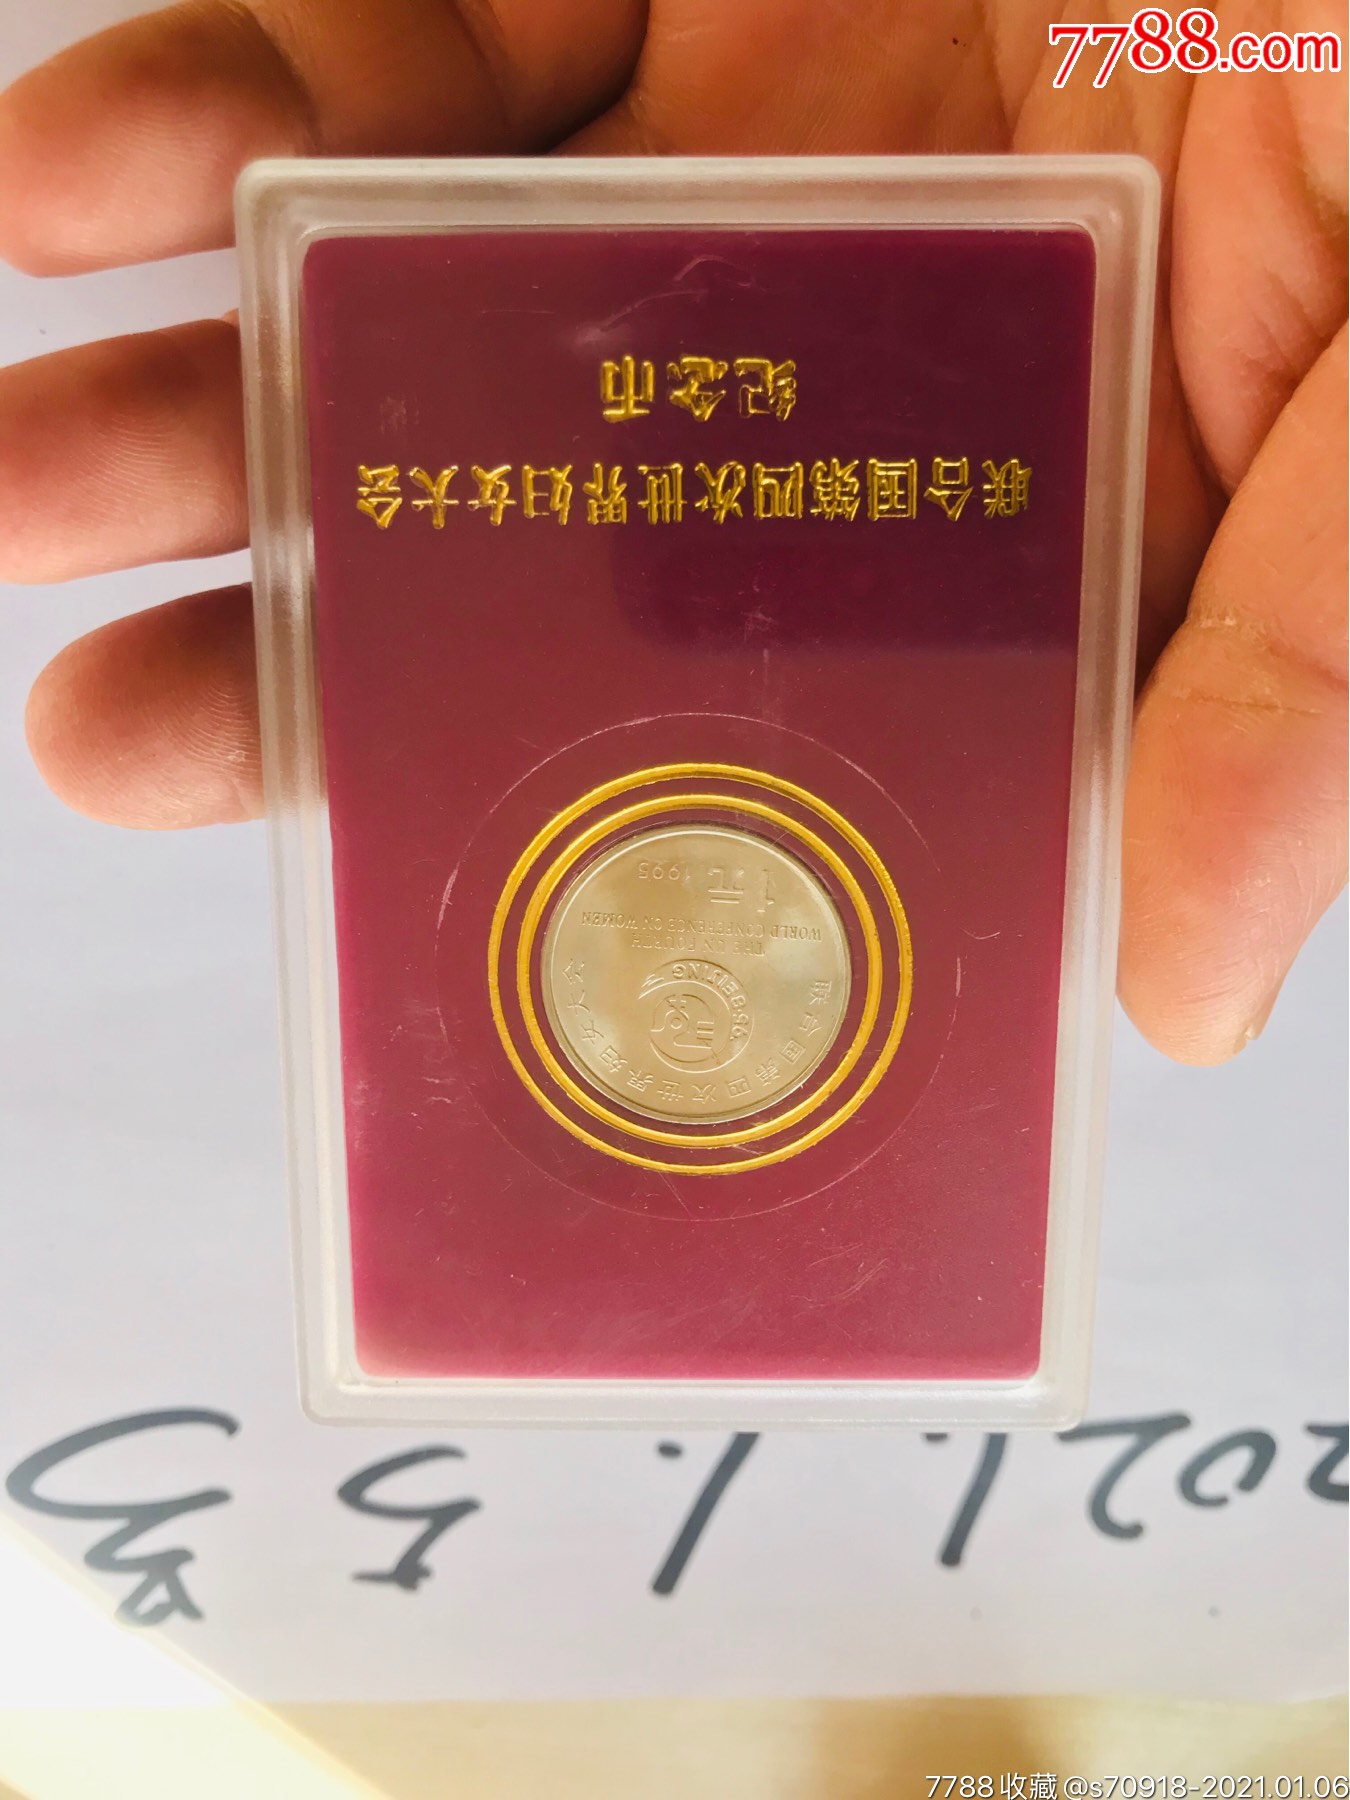 7788.com
联合国第四次世界妇女大会
纪念币
联合国第四次世界妇女大会
'95·BEIJING
THE UN FOURTH
WORLD CONFERENCE ON WOMEN
1元 1995
2021.1.5
7788收藏@s70918-2021.01.06